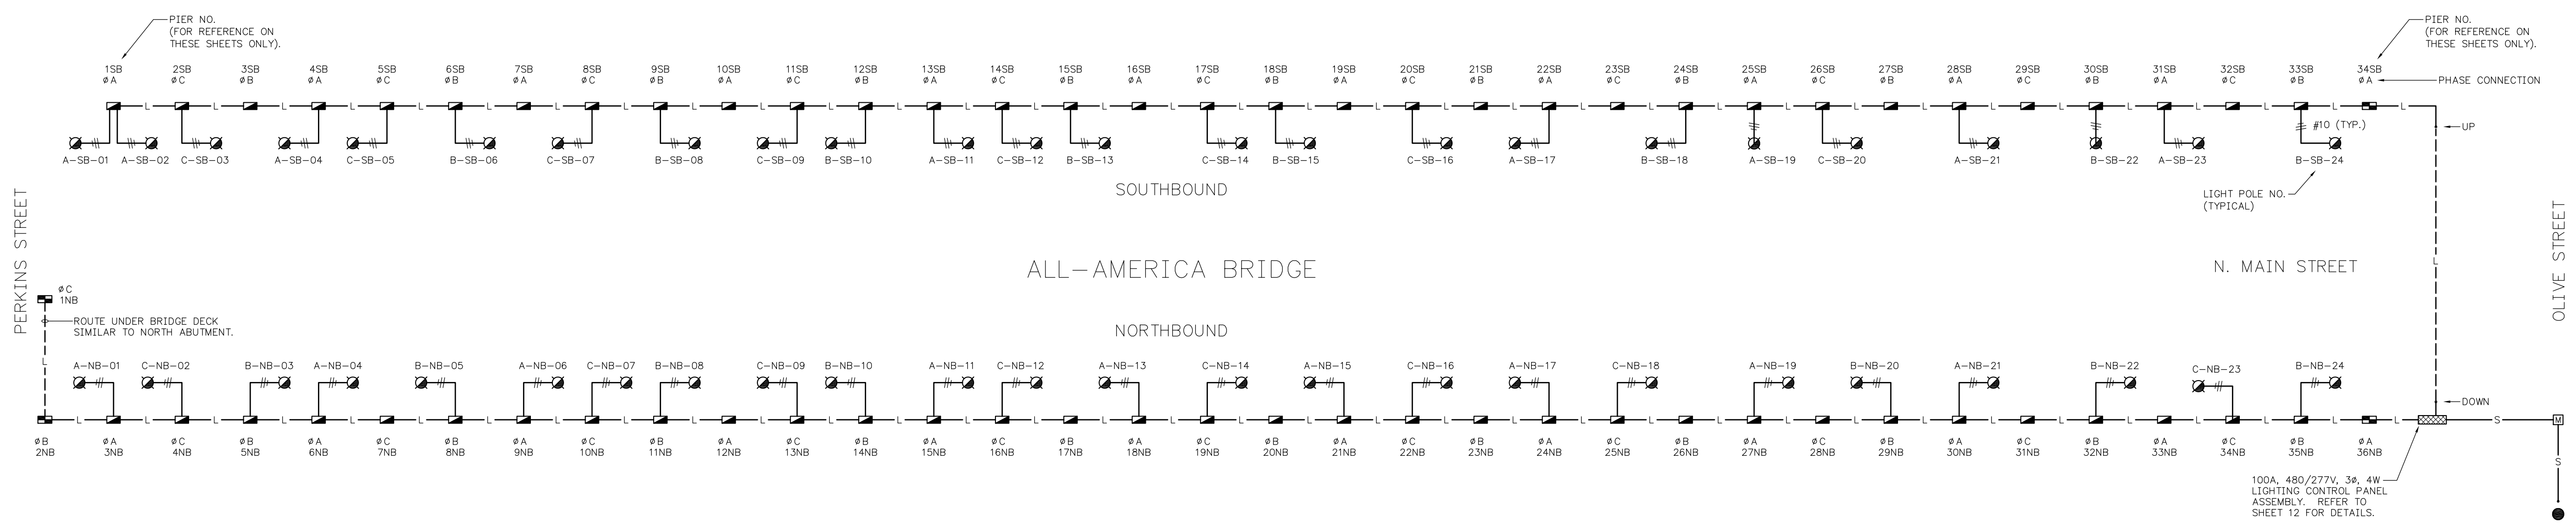 PIER NO.
(FOR REFERENCE ON
THESE SHEETS ONLY).
PIER NO.
(FOR REFERENCE ON
THESE SHEETS ONLY).
1SB 2SB 3SB 4SB 5SB 6SB 7SB 8SB 9SB 10SB 11SB 12SB 13SB 14SB 15SB 16SB 17SB 18SB 19SB 20SB 21SB 22SB 23SB 24SB 25SB 26SB 27SB 28SB 29SB 30SB 31SB 32SB 33SB 34SB
øA øC øB øA øC øB øA øC øB øA øC øB øA øC øB øA øC øB øA øC øB øA øC øB øA øC øB øA øC øB øA øC øB øA PHASE CONNECTION
L L L L L L L L L L L L L L L L L L L L L L L L L L L L L L L L L L
#10 (TYP.) UP
A-SB-01 A-SB-02 C-SB-03 A-SB-04 C-SB-05 B-SB-06 C-SB-07 B-SB-08 C-SB-09 B-SB-10 A-SB-11 C-SB-12 B-SB-13 C-SB-14 B-SB-15 C-SB-16 A-SB-17 B-SB-18 A-SB-19 C-SB-20 A-SB-21 B-SB-22 A-SB-23 B-SB-24
SOUTHBOUND
LIGHT POLE NO.
(TYPICAL)
PERKINS STREET
ALL-AMERICA BRIDGE
N. MAIN STREET
L
OLIVE STREET
øC
1NB
ROUTE UNDER BRIDGE DECK
SIMILAR TO NORTH ABUTMENT.
NORTHBOUND
L
A-NB-01 C-NB-02 B-NB-03 A-NB-04 B-NB-05 A-NB-06 C-NB-07 B-NB-08 C-NB-09 B-NB-10 A-NB-11 C-NB-12 A-NB-13 C-NB-14 A-NB-15 C-NB-16 A-NB-17 C-NB-18 A-NB-19 B-NB-20 A-NB-21 B-NB-22 C-NB-23 B-NB-24
DOWN
L L L L L L L L L L L L L L L L L L L L L L L L L L L L L L L L L L L S M
øB øA øC øB øA øC øB øA øC øB øA øC øB øA øC øB øA øC øB øA øC øB øA øC øB øA øC øB øA øC øB øA øC øB øA
2NB 3NB 4NB 5NB 6NB 7NB 8NB 9NB 10NB 11NB 12NB 13NB 14NB 15NB 16NB 17NB 18NB 19NB 20NB 21NB 22NB 23NB 24NB 25NB 26NB 27NB 28NB 29NB 30NB 31NB 32NB 33NB 34NB 35NB 36NB
S
100A, 480/277V, 3ø, 4W
LIGHTING CONTROL PANEL
ASSEMBLY. REFER TO
SHEET 12 FOR DETAILS.